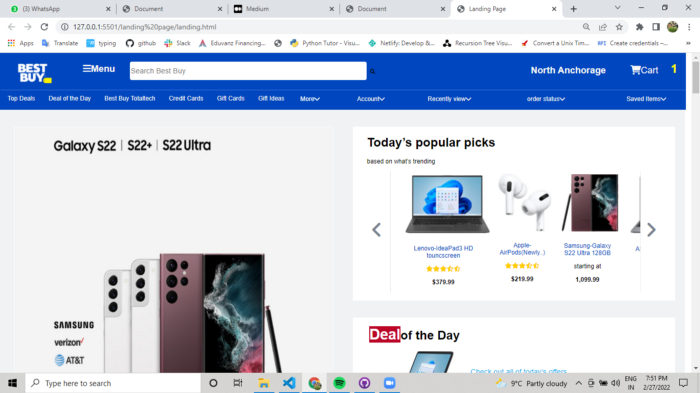 (3) WhatsApp
Document
Medium
Document
Landing Page
127.0.0.1:5501/landing%20page/landing.html
Apps
Translate
typing
github
Slack
Eduvanz Financing...
Python Tutor - Visu...
Netlify: Develop &...
Recursion Tree Visu...
Convert a Unix Tim...
Create credentials –...
BEST BUY
Menu
Search Best Buy
North Anchorage
Cart
1
Top Deals
Deal of the Day
Best Buy Totaltech
Credit Cards
Gift Cards
Gift Ideas
More
Account
Recently view
order status
Saved Items
Galaxy S22 | S22+ | S22 Ultra
SAMSUNG
verizon
AT&T
Today's popular picks
based on what's trending
Lenovo-IdeaPad3 HD
touncscreen
$379.99
Apple-
AirPods(Newly..)
$219.99
Samsung-Galaxy
S22 Ultra 128GB
starting at
1,099.99
Deal of the Day
Check out all of today's offers
Type here to search
9°C Partly cloudy
ENG
IN
7:51 PM
2/27/2022